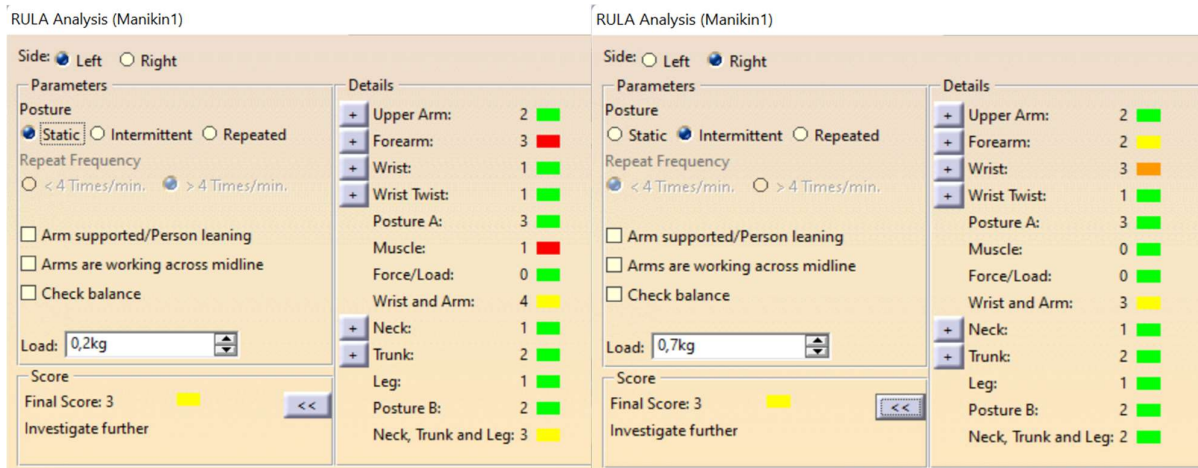 RULA Analysis (Manikin1)
Side: Left Right
Parameters
Posture
Static Intermittent Repeated
Repeat Frequency
< 4 Times/min. > 4 Times/min.
Arm supported/Person leaning
Arms are working across midline
Check balance
Load: 0,2kg
Score
Final Score: 3
<<
Investigate further
Details
+ Upper Arm: 2
+ Forearm: 3
+ Wrist: 1
+ Wrist Twist: 1
Posture A: 3
Muscle: 1
Force/Load: 0
Wrist and Arm: 4
+ Neck: 1
+ Trunk: 2
Leg: 1
Posture B: 2
Neck, Trunk and Leg: 3
RULA Analysis (Manikin1)
Side: Left Right
Parameters
Posture
Static Intermittent Repeated
Repeat Frequency
< 4 Times/min. > 4 Times/min.
Arm supported/Person leaning
Arms are working across midline
Check balance
Load: 0,7kg
Score
Final Score: 3
<<
Investigate further
Details
+ Upper Arm: 2
+ Forearm: 2
+ Wrist: 3
+ Wrist Twist: 1
Posture A: 3
Muscle: 0
Force/Load: 0
Wrist and Arm: 3
+ Neck: 1
+ Trunk: 2
Leg: 1
Posture B: 2
Neck, Trunk and Leg: 2